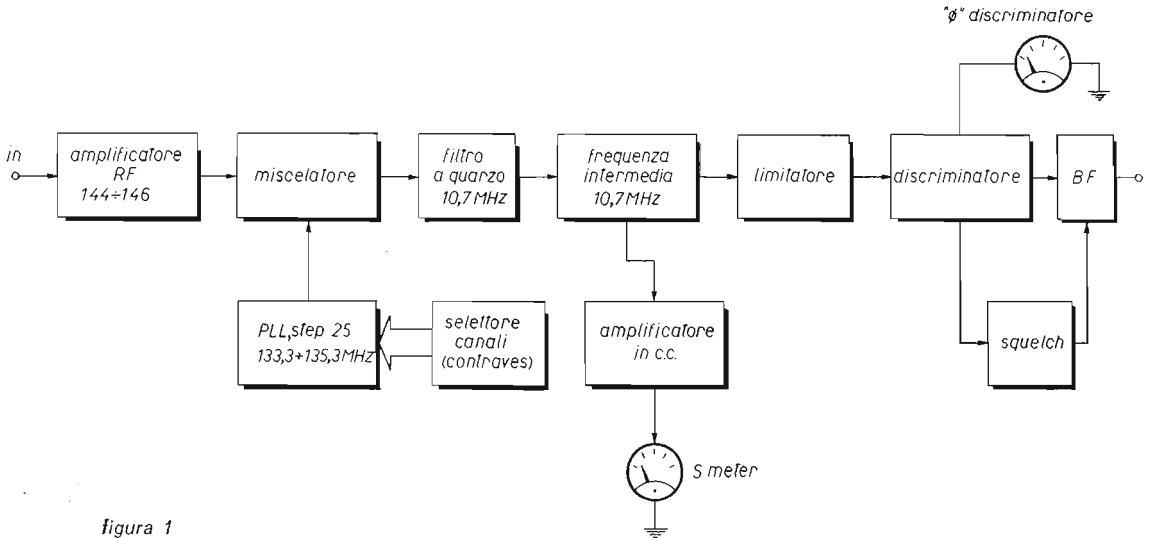 "ø" discriminatore
in
amplificatore
RF
144÷146
miscelatore
filtro
a quarzo
10,7 MHz
frequenza
intermedia
10,7 MHz
limitatore
discriminatore
BF
PLL, step 25
133,3÷135,3 MHz
selettore
canali
(contraves)
amplificatore
in c.c.
squelch
S meter
figura 1